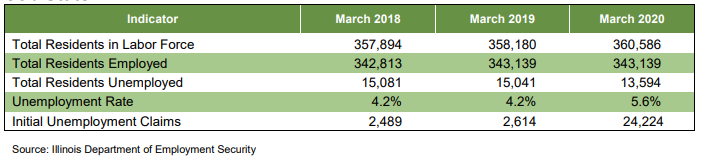 Indicator March 2018 March 2019 March 2020
Total Residents in Labor Force 357,894 358,180 360,586
Total Residents Employed 342,813 343,139 343,139
Total Residents Unemployed 15,081 15,041 13,594
Unemployment Rate 4.2% 4.2% 5.6%
Initial Unemployment Claims 2,489 2,614 24,224
Source: Illinois Department of Employment Security